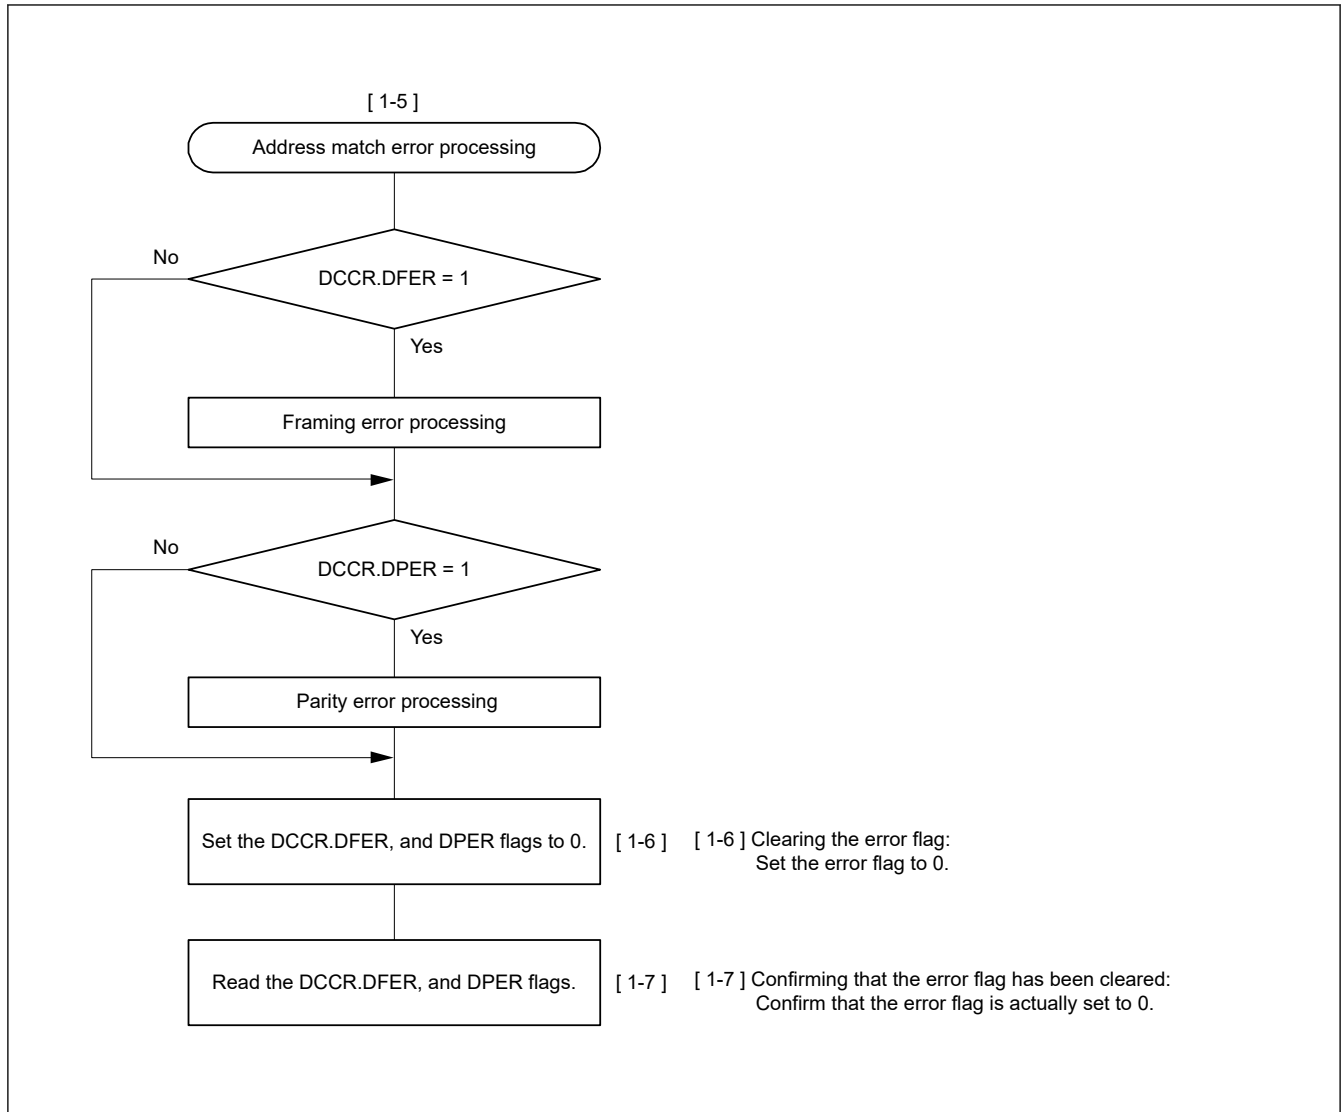 [ 1-5 ]
Address match error processing
No
DCCR.DFER = 1
Yes
Framing error processing
No
DCCR.DPER = 1
Yes
Parity error processing
Set the DCCR.DFER, and DPER flags to 0.
[ 1-6 ]
[ 1-6 ] Clearing the error flag:
Set the error flag to 0.
Read the DCCR.DFER, and DPER flags.
[ 1-7 ]
[ 1-7 ] Confirming that the error flag has been cleared:
Confirm that the error flag is actually set to 0.